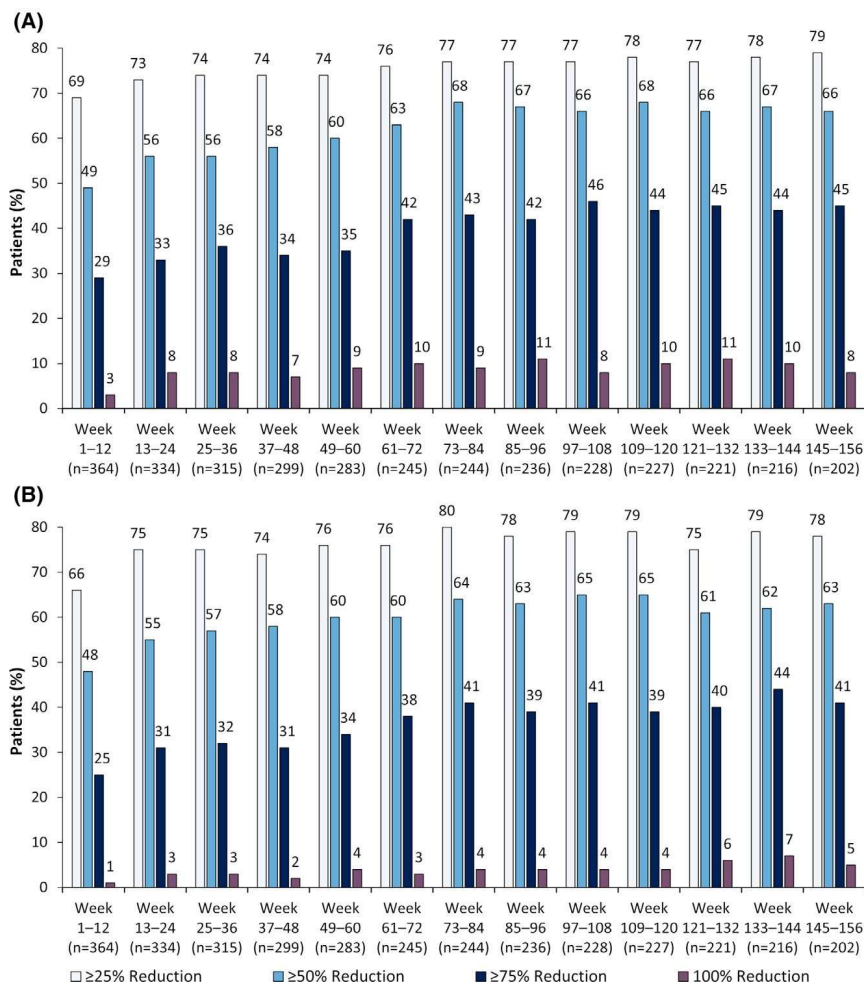 (A)
Patients (%)
80
70
60
50
40
30
20
10
0
69 49 29 3
73 56 33 8
74 56 36 8
74 58 34 7
74 60 35 9
76 63 42 10
77 68 43 9
77 67 42 11
77 66 46 8
78 68 44 10
77 66 45 11
78 67 44 10
79 66 45 8
Week Week Week Week Week Week Week Week Week Week Week Week Week
1–12 13–24 25–36 37–48 49–60 61–72 73–84 85–96 97–108 109–120 121–132 133–144 145–156
(n=364) (n=334) (n=315) (n=299) (n=283) (n=245) (n=244) (n=236) (n=228) (n=227) (n=221) (n=216) (n=202)
(B)
Patients (%)
80
70
60
50
40
30
20
10
0
66 48 25 1
75 55 31 3
75 57 32 3
74 58 31 2
76 60 34 4
76 60 38 3
80 64 41 4
78 63 39 4
79 65 41 4
79 65 39 4
75 61 40 6
79 62 44 7
78 63 41 5
Week Week Week Week Week Week Week Week Week Week Week Week Week
1–12 13–24 25–36 37–48 49–60 61–72 73–84 85–96 97–108 109–120 121–132 133–144 145–156
(n=364) (n=334) (n=315) (n=299) (n=283) (n=245) (n=244) (n=236) (n=228) (n=227) (n=221) (n=216) (n=202)
≥25% Reduction ≥50% Reduction ≥75% Reduction 100% Reduction